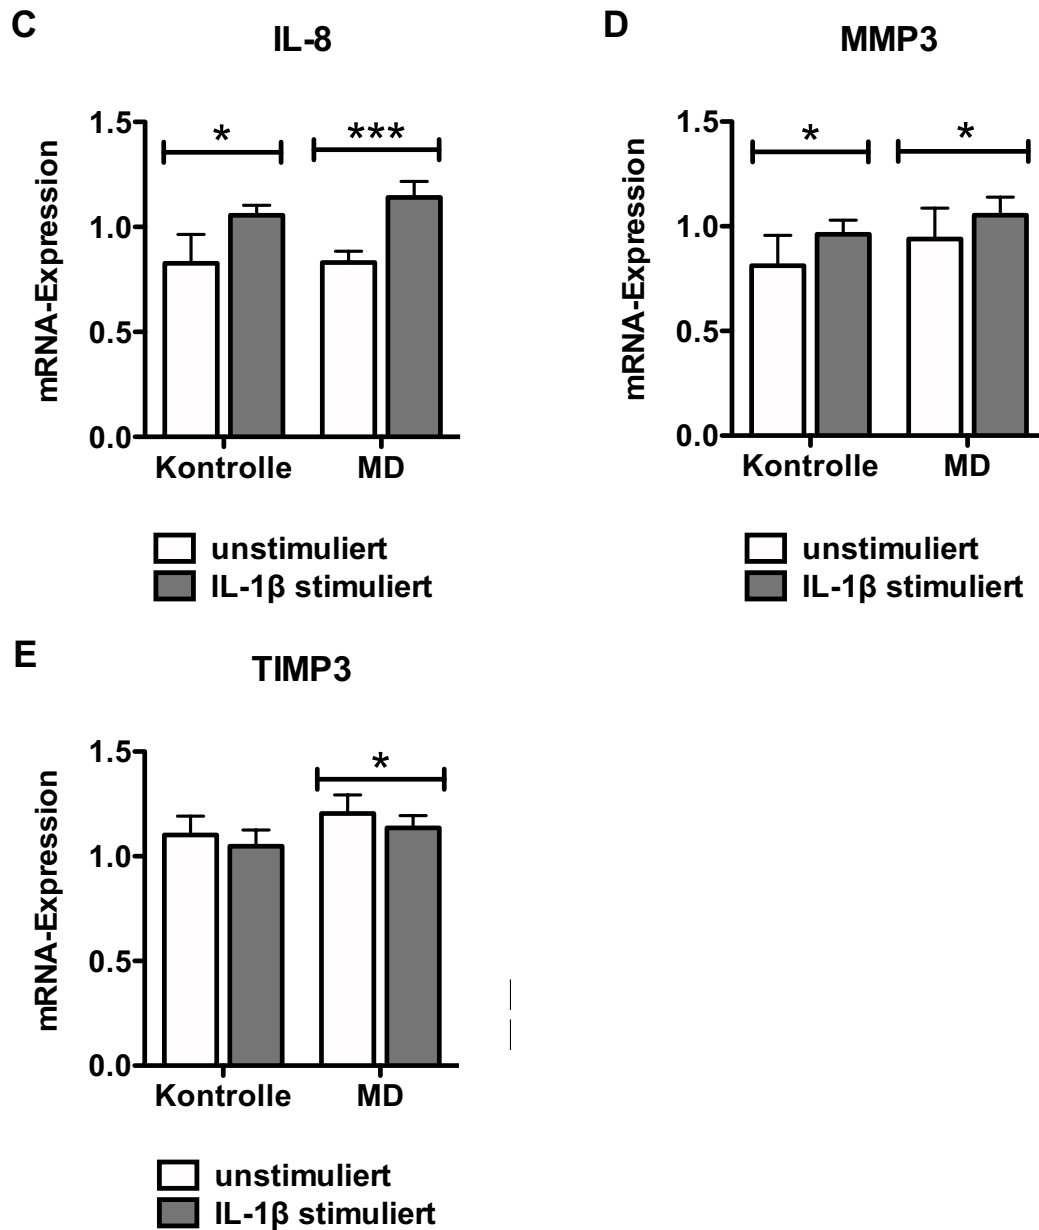 C
IL-8
mRNA-Expression
1.5
1.0
0.5
0.0
*
***
Kontrolle MD
unstimuliert
IL-1β stimuliert
D
MMP3
mRNA-Expression
1.5
1.0
0.5
0.0
*
*
Kontrolle MD
unstimuliert
IL-1β stimuliert
E
TIMP3
mRNA-Expression
1.5
1.0
0.5
0.0
*
Kontrolle MD
unstimuliert
IL-1β stimuliert